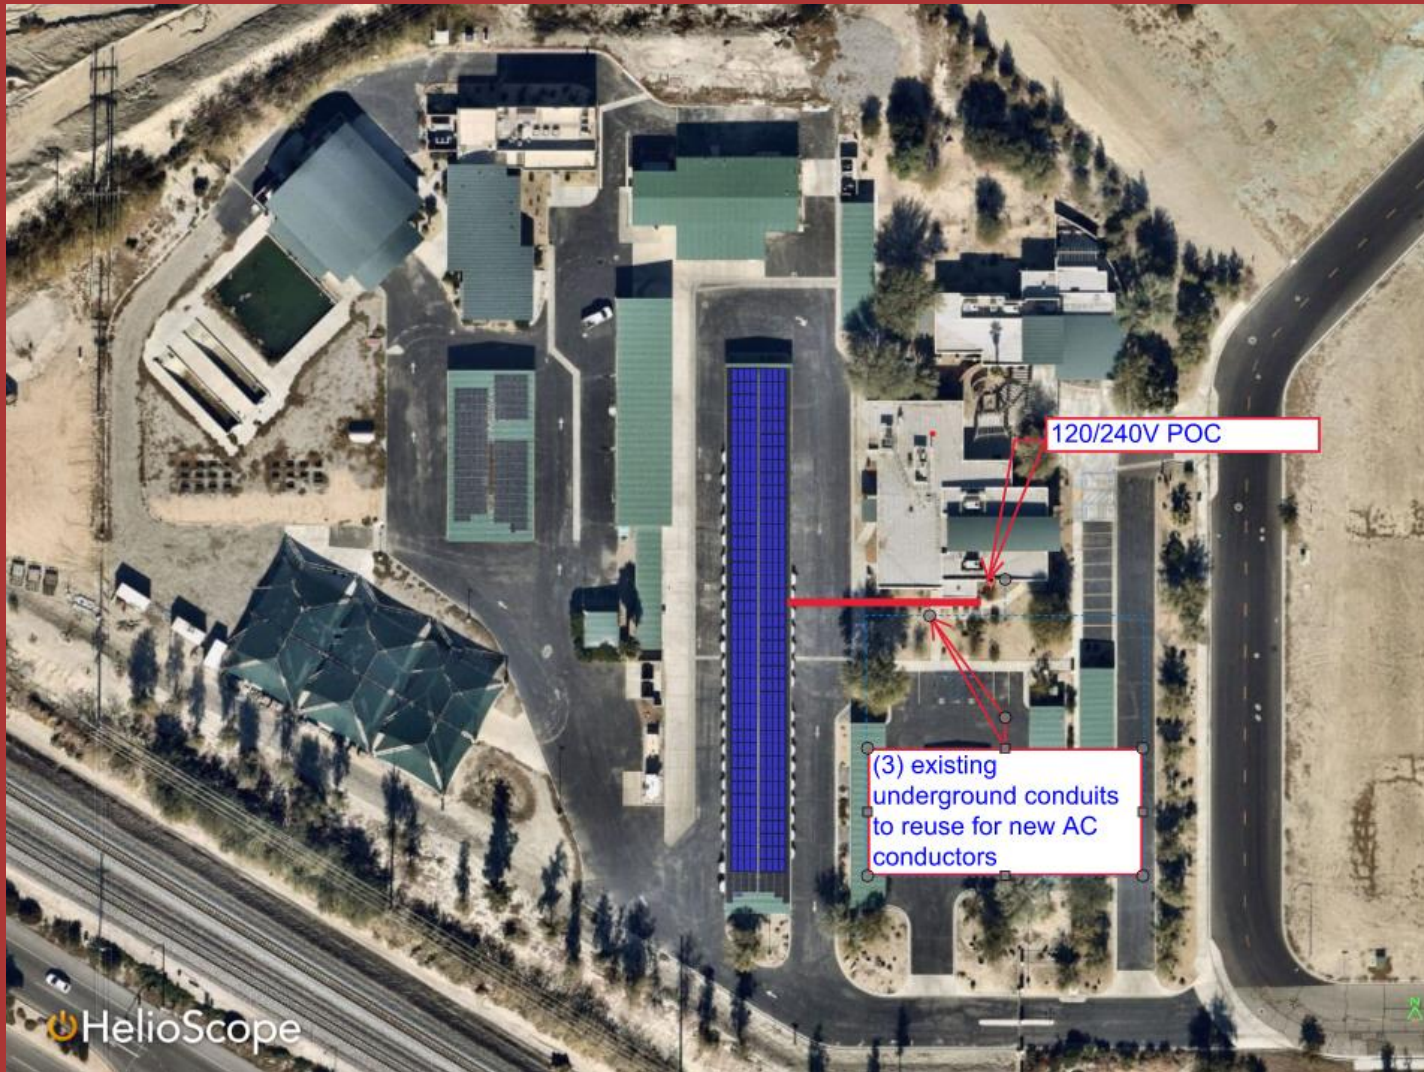 120/240V POC
(3) existing
underground conduits
to reuse for new AC
conductors
HelioScope
N